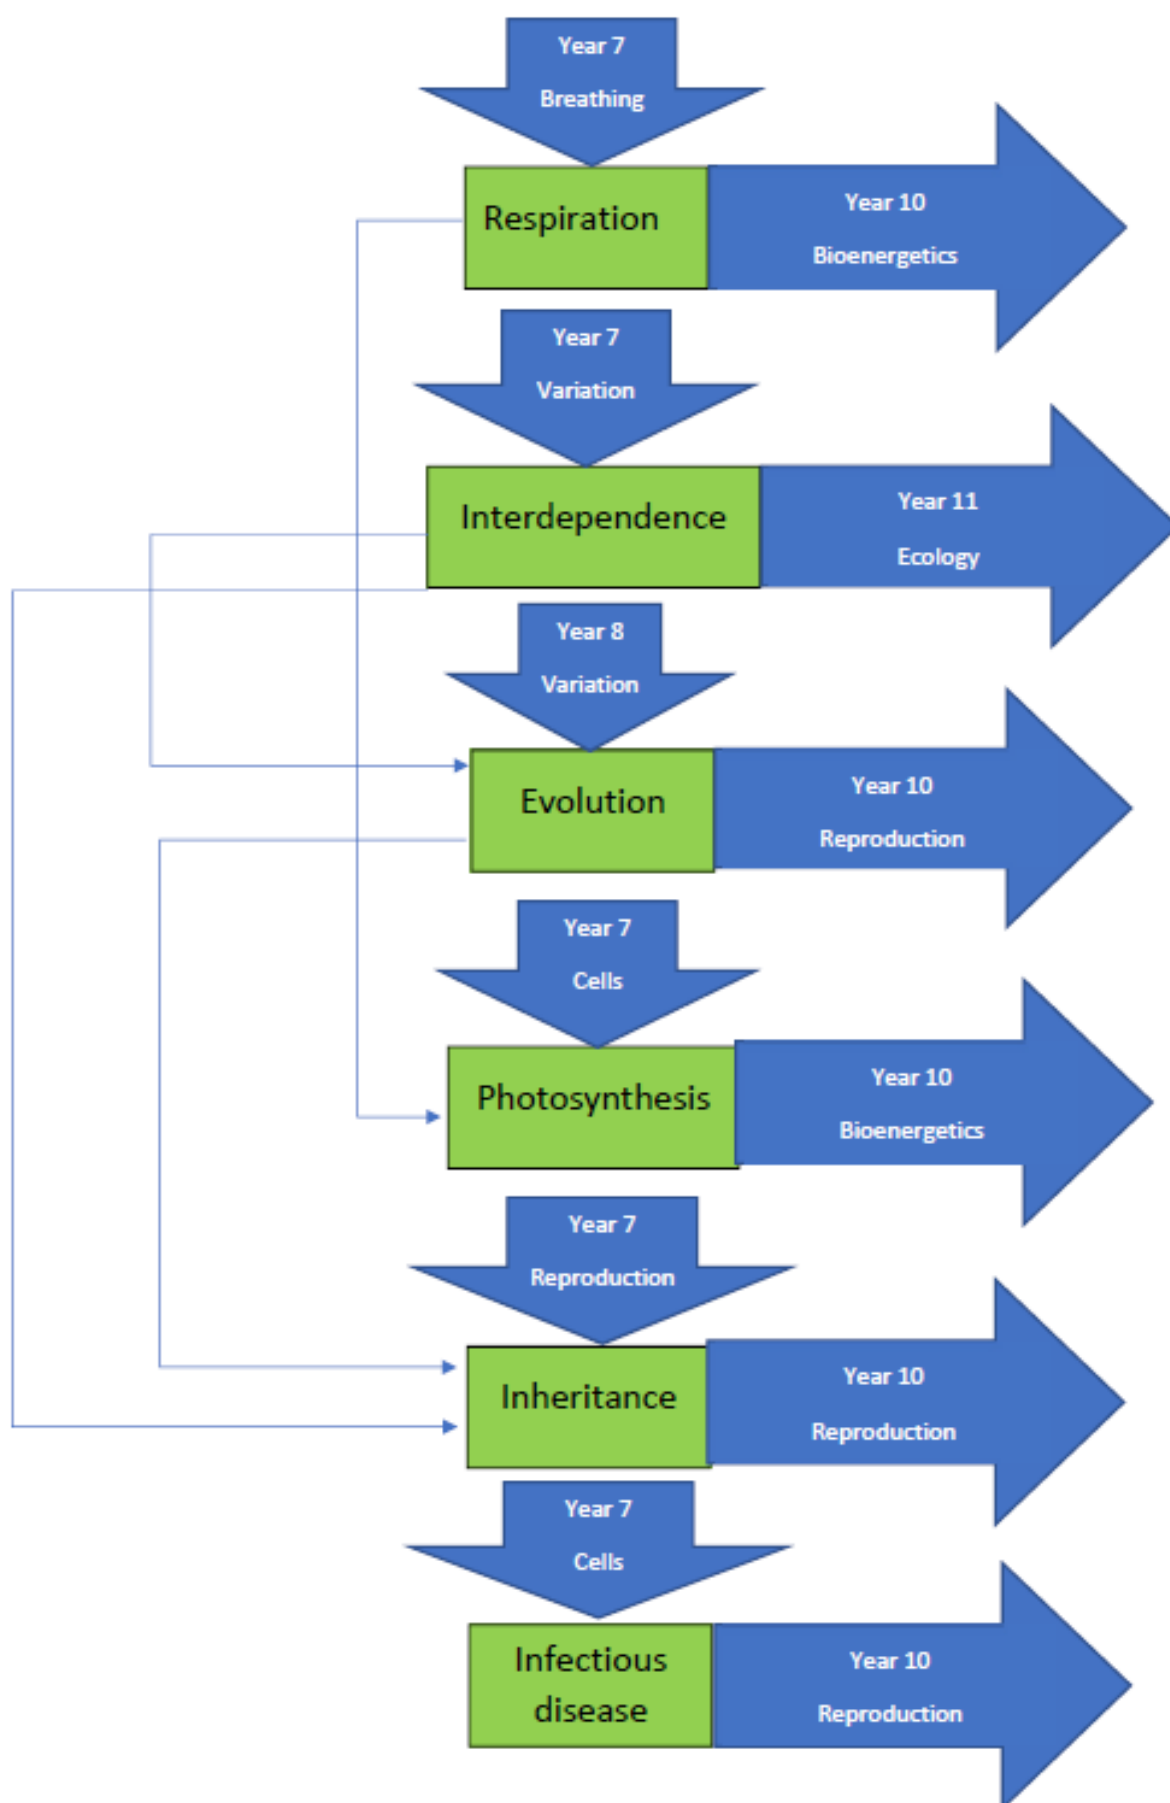 Year 7
Breathing
Respiration
Year 10
Bioenergetics
Year 7
Variation
Interdependence
Year 11
Ecology
Year 8
Variation
Evolution
Year 10
Reproduction
Year 7
Cells
Photosynthesis
Year 10
Bioenergetics
Year 7
Reproduction
Inheritance
Year 10
Reproduction
Year 7
Cells
Infectious
disease
Year 10
Reproduction